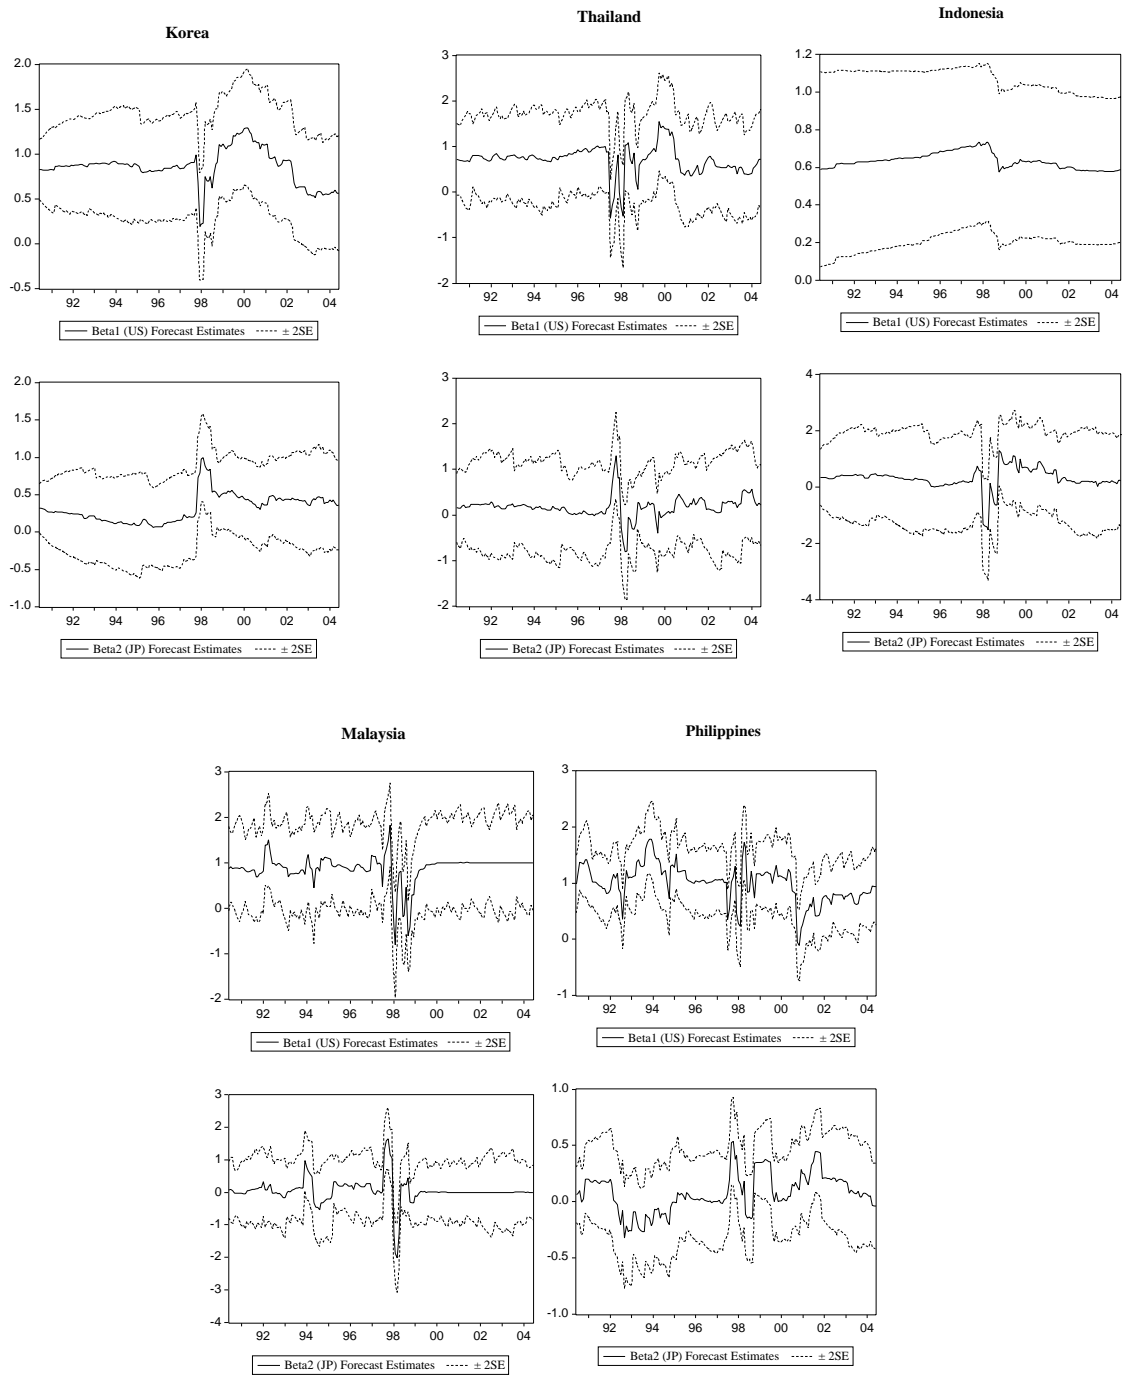 Korea
2.0
1.5
1.0
0.5
0.0
-0.5
92 94 96 98 00 02 04
Beta1 (US) Forecast Estimates ± 2SE
Thailand
3
2
1
0
-1
-2
92 94 96 98 00 02 04
Beta1 (US) Forecast Estimates ± 2SE
Indonesia
1.2
1.0
0.8
0.6
0.4
0.2
0.0
92 94 96 98 00 02 04
Beta1 (US) Forecast Estimates ± 2SE
2.0
1.5
1.0
0.5
0.0
-0.5
-1.0
92 94 96 98 00 02 04
Beta2 (JP) Forecast Estimates ± 2SE
3
2
1
0
-1
-2
92 94 96 98 00 02 04
Beta2 (JP) Forecast Estimates ± 2SE
4
2
0
-2
-4
92 94 96 98 00 02 04
Beta2 (JP) Forecast Estimates ± 2SE
Malaysia
3
2
1
0
-1
-2
92 94 96 98 00 02 04
Beta1 (US) Forecast Estimates ± 2SE
Philippines
3
2
1
0
-1
92 94 96 98 00 02 04
Beta1 (US) Forecast Estimates ± 2SE
3
2
1
0
-1
-2
-3
-4
92 94 96 98 00 02 04
Beta2 (JP) Forecast Estimates ± 2SE
1.0
0.5
0.0
-0.5
-1.0
92 94 96 98 00 02 04
Beta2 (JP) Forecast Estimates ± 2SE